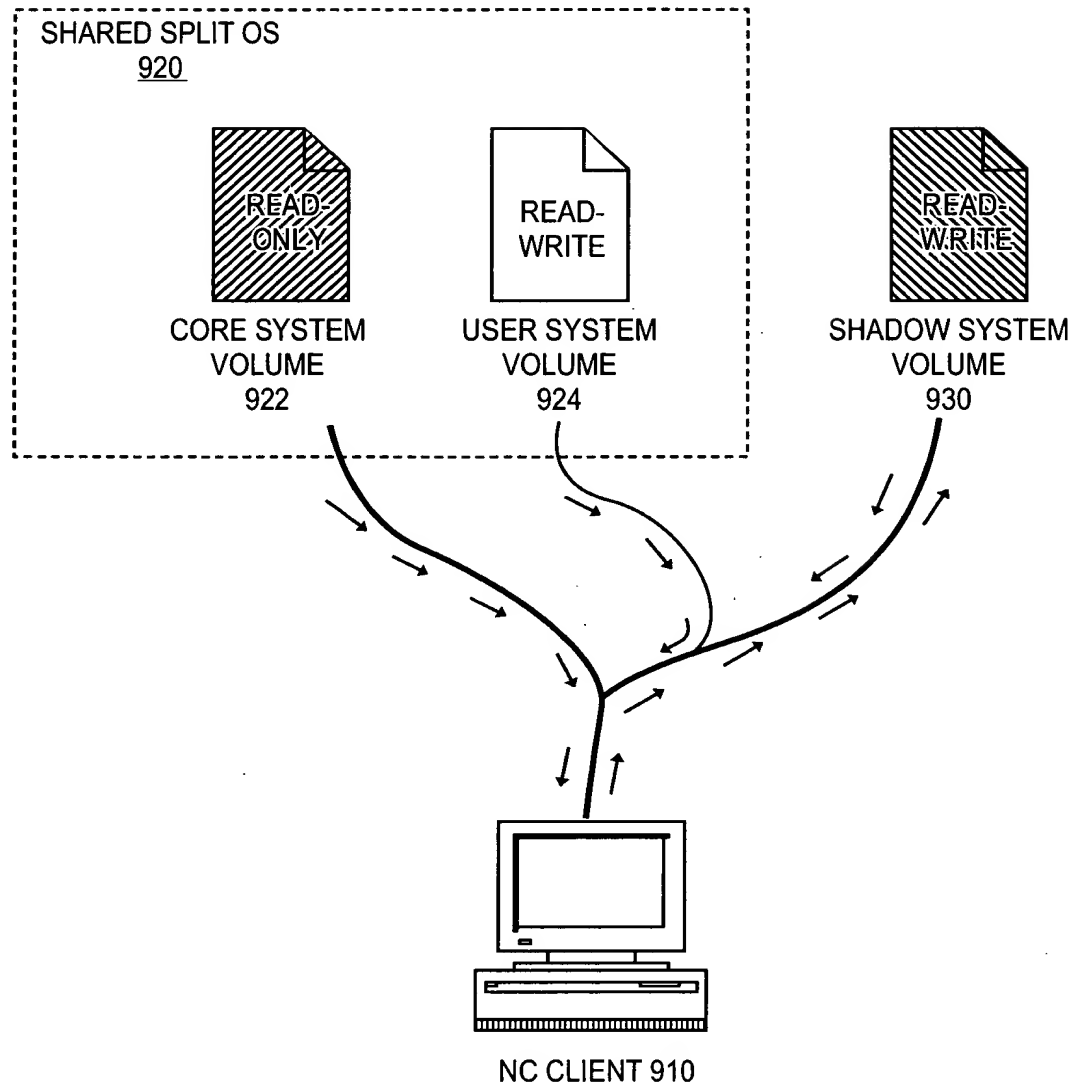 SHARED SPLIT OS
920
READ-
ONLY
READ-
WRITE
READ-
WRITE
CORE SYSTEM
VOLUME
922
USER SYSTEM
VOLUME
924
SHADOW SYSTEM
VOLUME
930
NC CLIENT 910